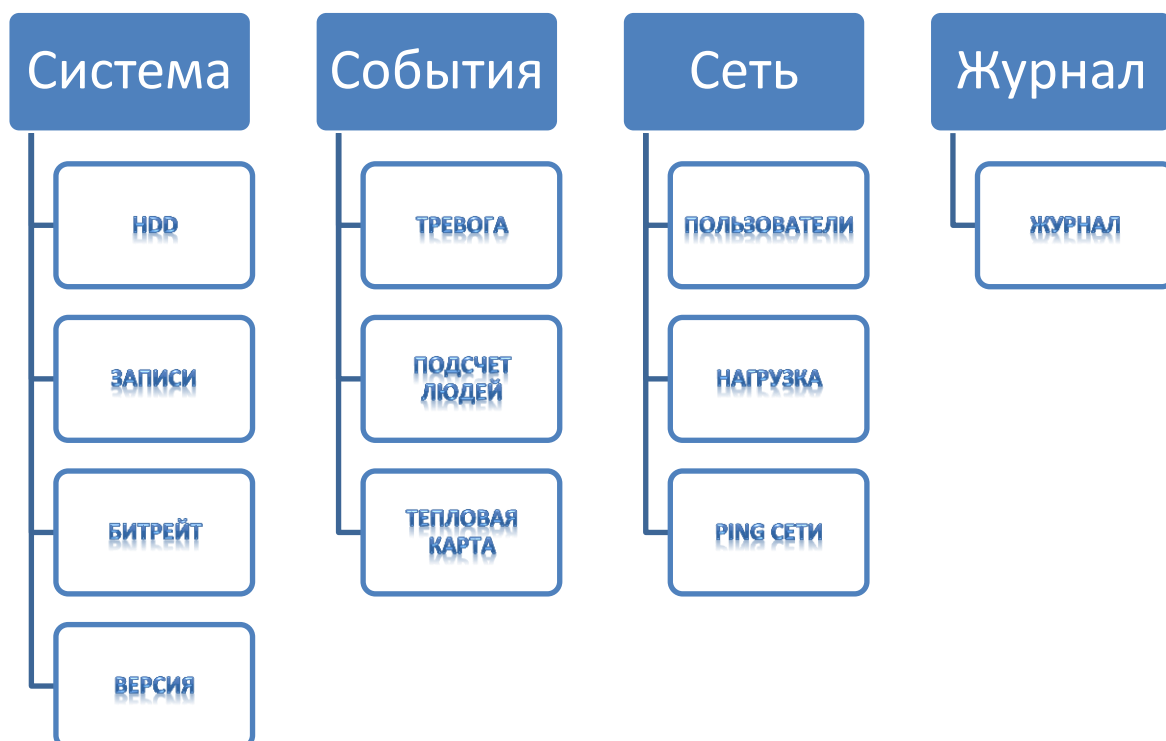 Система
HDD
ЗАПИСИ
БИТРЕЙТ
ВЕРСИЯ
События
ТРЕВОГА
ПОДСЧЕТ
ЛЮДЕЙ
ТЕПЛОВАЯ
КАРТА
Сеть
ПОЛЬЗОВАТЕЛИ
НАГРУЗКА
PING СЕТИ
Журнал
ЖУРНАЛ